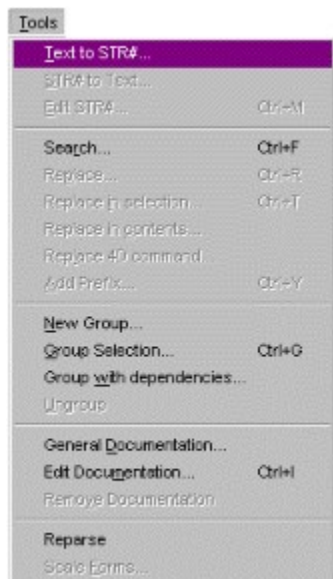 Tools
Text to STR#...
STR# to Text...
Edit STR#... Ctrl+M
Search... Ctrl+F
Replace... Ctrl+R
Replace in selection... Ctrl+T
Replace in contents...
Replace 4D command...
Add Prefix... Ctrl+Y
New Group...
Group Selection... Ctrl+G
Group with dependencies...
Ungroup
General Documentation...
Edit Documentation... Ctrl+I
Remove Documentation
Reparse
Scale Forms...